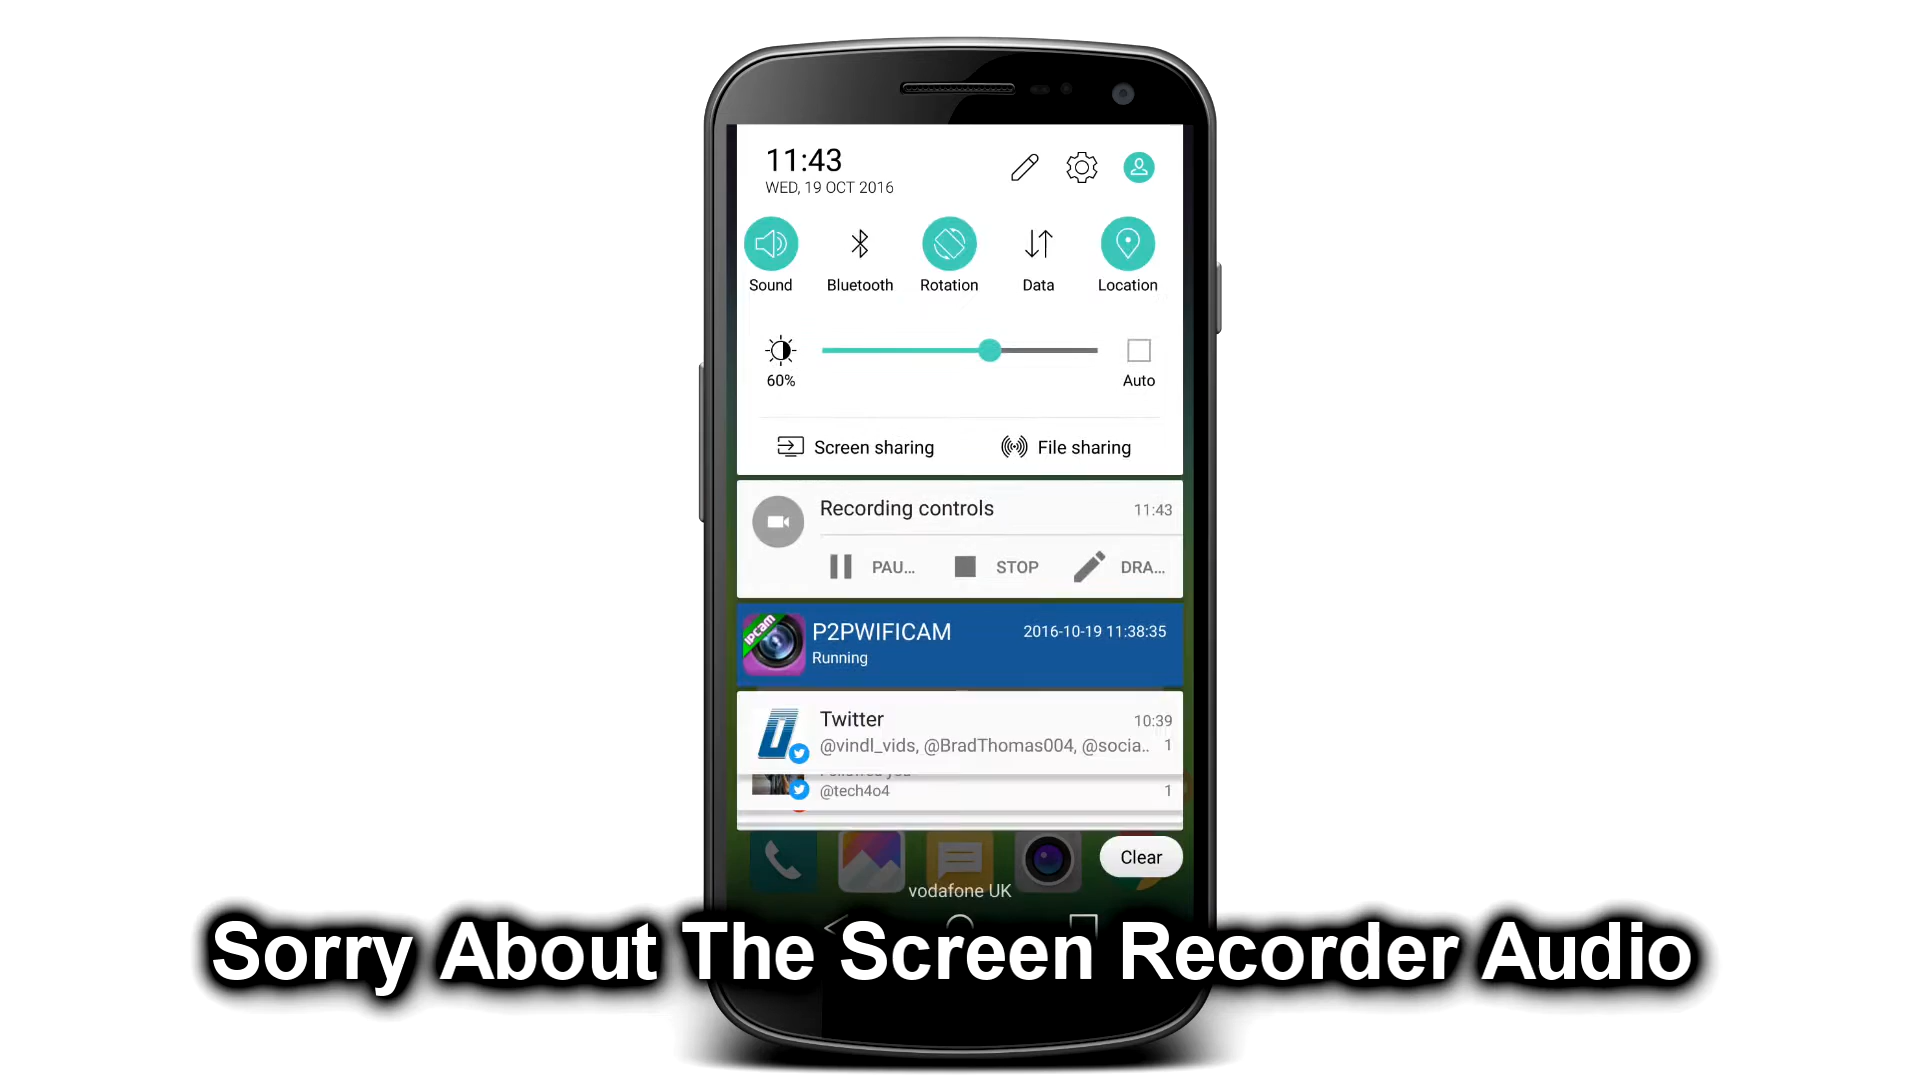 11:43
WED, 19 OCT 2016
Sound Bluetooth Rotation Data Location
60% Auto
Screen sharing File sharing
Recording controls 11:43
PAU... STOP DRA...
IPCam
P2PWIFICAM 2016-10-19 11:38:35
Running
Twitter 10:39
@vindl_vids, @BradThomas004, @socia.. 1
@tech4o4 1
Clear
vodafone UK
Sorry About The Screen Recorder Audio